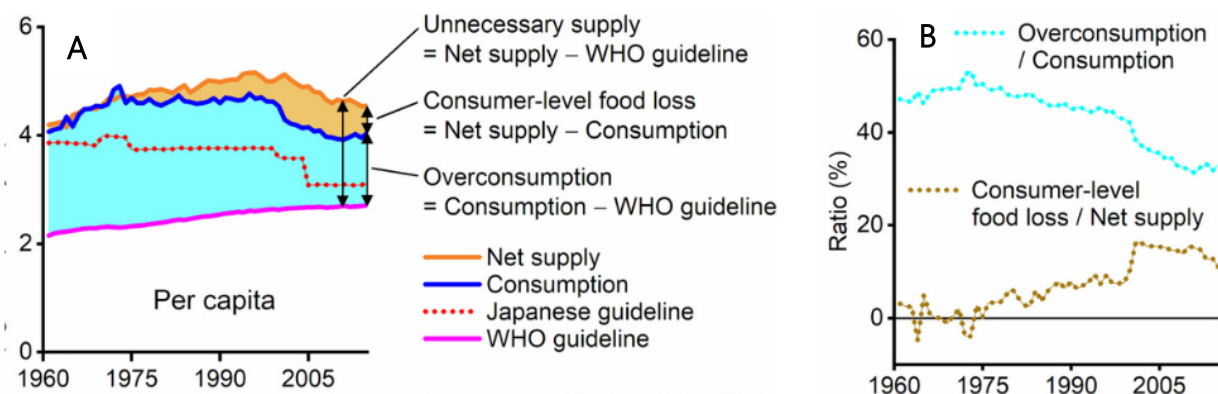 A
6
4
2
0
1960 1975 1990 2005
Per capita
Unnecessary supply
= Net supply – WHO guideline
Consumer-level food loss
= Net supply – Consumption
Overconsumption
= Consumption – WHO guideline
Net supply
Consumption
Japanese guideline
WHO guideline
B
Ratio (%)
60
40
20
0
1960 1975 1990 2005
Overconsumption
/ Consumption
Consumer-level
food loss / Net supply